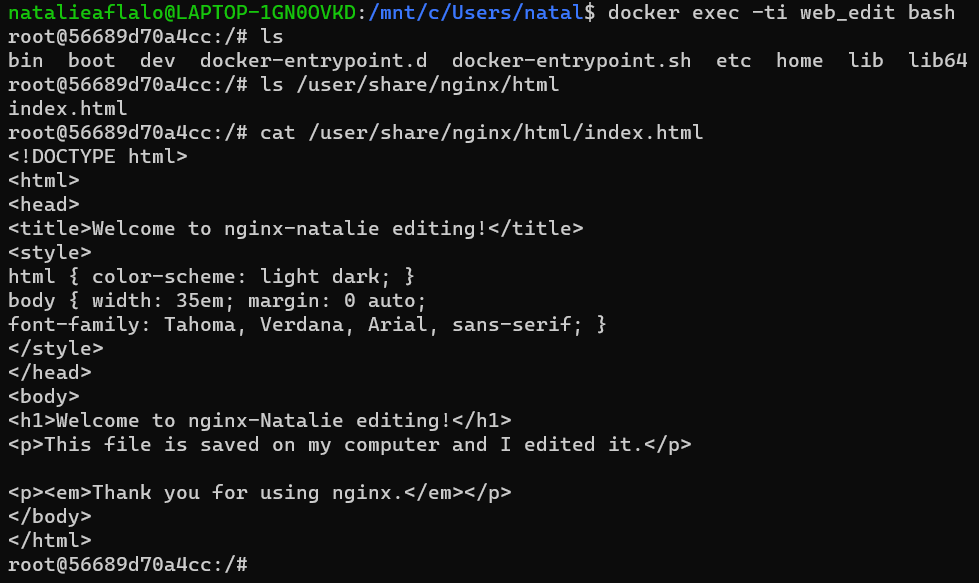 natalieaflalo@LAPTOP-1GN0OVKD:/mnt/c/Users/natal$ docker exec -ti web_edit bash
root@56689d70a4cc:/# ls
bin  boot  dev  docker-entrypoint.d  docker-entrypoint.sh  etc  home  lib  lib64
root@56689d70a4cc:/# ls /user/share/nginx/html
index.html
root@56689d70a4cc:/# cat /user/share/nginx/html/index.html
<!DOCTYPE html>
<html>
<head>
<title>Welcome to nginx-natalie editing!</title>
<style>
html { color-scheme: light dark; }
body { width: 35em; margin: 0 auto;
font-family: Tahoma, Verdana, Arial, sans-serif; }
</style>
</head>
<body>
<h1>Welcome to nginx-Natalie editing!</h1>
<p>This file is saved on my computer and I edited it.</p>

<p><em>Thank you for using nginx.</em></p>
</body>
</html>
root@56689d70a4cc:/#